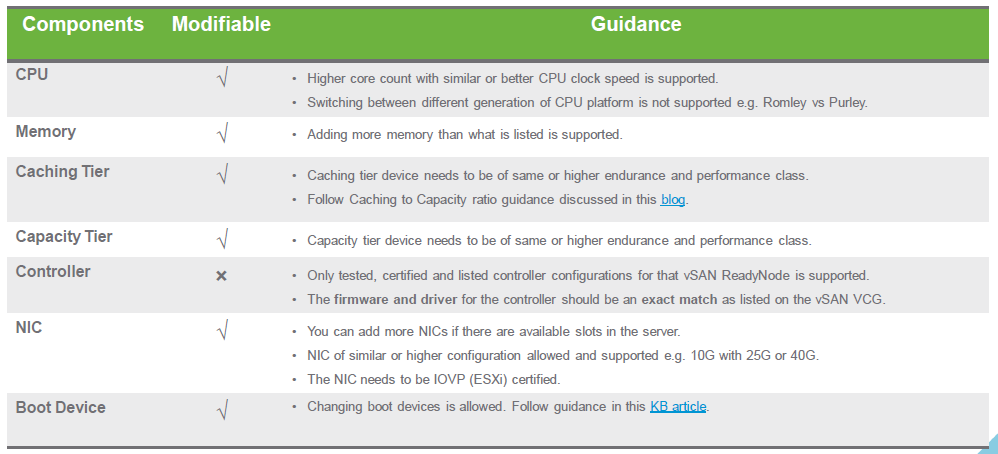 Components Modifiable Guidance
CPU √ • Higher core count with similar or better CPU clock speed is supported.
• Switching between different generation of CPU platform is not supported e.g. Romley vs Purley.
Memory √ • Adding more memory than what is listed is supported.
Caching Tier √ • Caching tier device needs to be of same or higher endurance and performance class.
• Follow Caching to Capacity ratio guidance discussed in this blog.
Capacity Tier √ • Capacity tier device needs to be of same or higher endurance and performance class.
Controller × • Only tested, certified and listed controller configurations for that vSAN ReadyNode is supported.
• The firmware and driver for the controller should be an exact match as listed on the vSAN VCG.
NIC √ • You can add more NICs if there are available slots in the server.
• NIC of similar or higher configuration allowed and supported e.g. 10G with 25G or 40G.
• The NIC needs to be IOVP (ESXi) certified.
Boot Device √ • Changing boot devices is allowed. Follow guidance in this KB article.